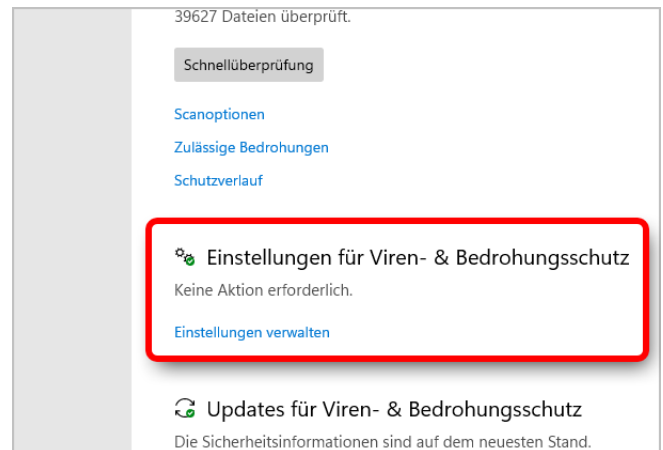 39627 Dateien überprüft.
Schnellüberprüfung
Scanoptionen
Zulässige Bedrohungen
Schutzverlauf
Einstellungen für Viren- & Bedrohungsschutz
Keine Aktion erforderlich.
Einstellungen verwalten
Updates für Viren- & Bedrohungsschutz
Die Sicherheitsinformationen sind auf dem neuesten Stand.